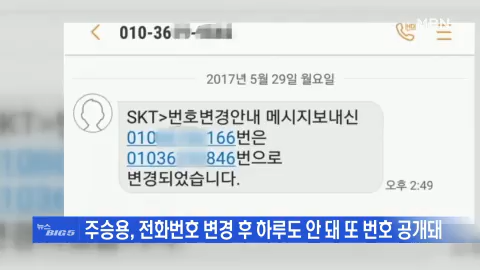 010-36
MBN
2017년 5월 29일 월요일
SKT>번호변경안내 메시지보내신
010 166번은
01036 846번으로
변경되었습니다.
오후 2:49
뉴스 BIG5
주승용, 전화번호 변경 후 하루도 안 돼 또 번호 공개돼